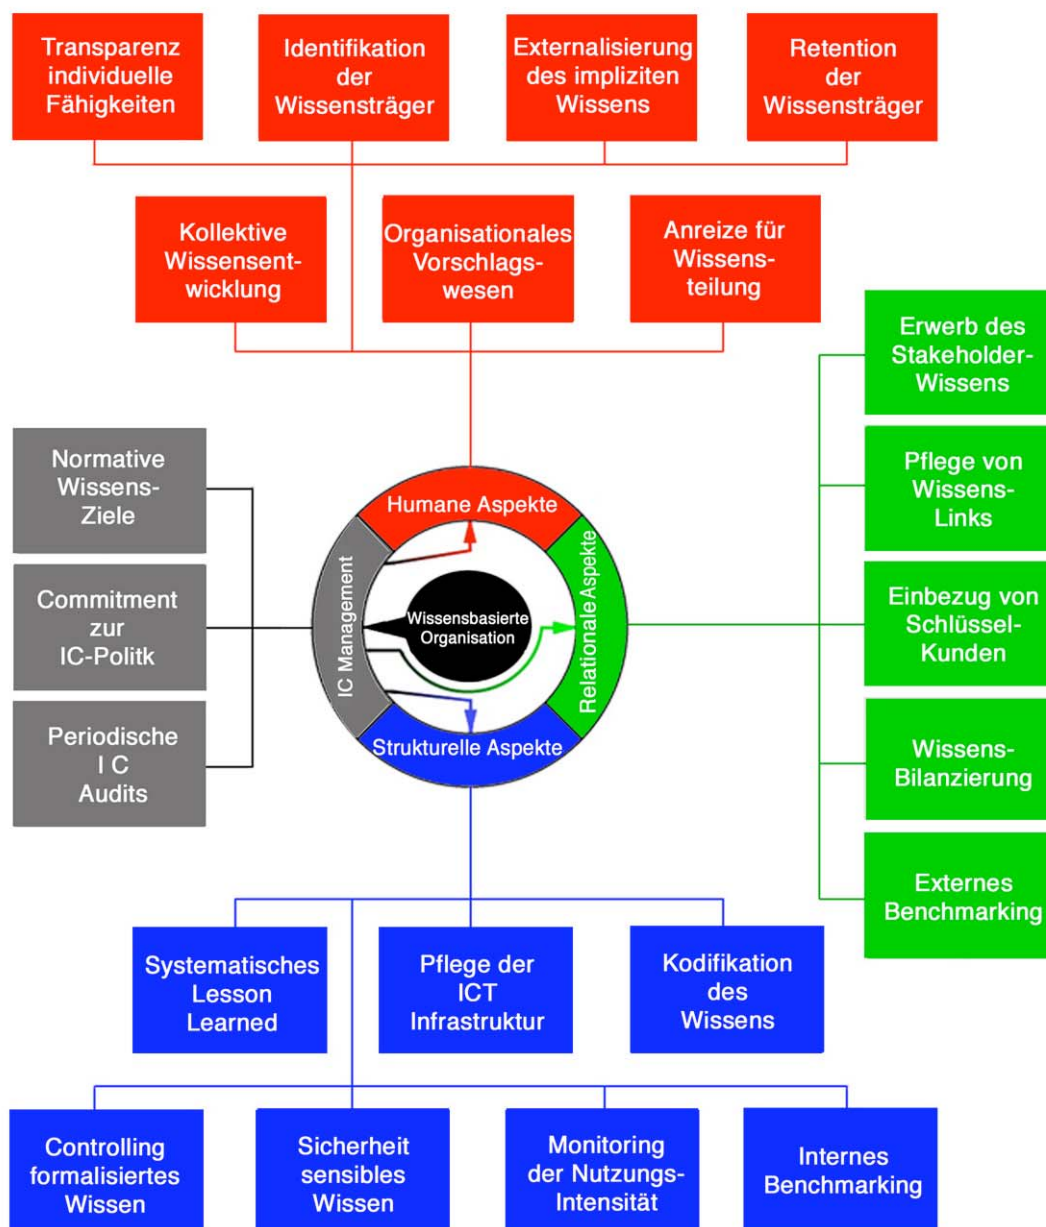 Transparenz
individuelle
Fähigkeiten
Identifikation
der
Wissensträger
Externalisierung
des impliziten
Wissens
Retention
der
Wissensträger
Kollektive
Wissensent-
wicklung
Organisationales
Vorschlags-
wesen
Anreize für
Wissens-
teilung
Erwerb des
Stakeholder-
Wissens
Normative
Wissens-
Ziele
Pflege von
Wissens-
Links
Commitment
zur
IC-Politk
Einbezug von
Schlüssel-
Kunden
Periodische
I C
Audits
Wissens-
Bilanzierung
Externes
Benchmarking
Humane Aspekte
IC Management
Wissensbasierte
Organisation
Relationale Aspekte
Strukturelle Aspekte
Systematisches
Lesson
Learned
Pflege der
ICT
Infrastruktur
Kodifikation
des
Wissens
Controlling
formalisiertes
Wissen
Sicherheit
sensibles
Wissen
Monitoring
der Nutzungs-
Intensität
Internes
Benchmarking